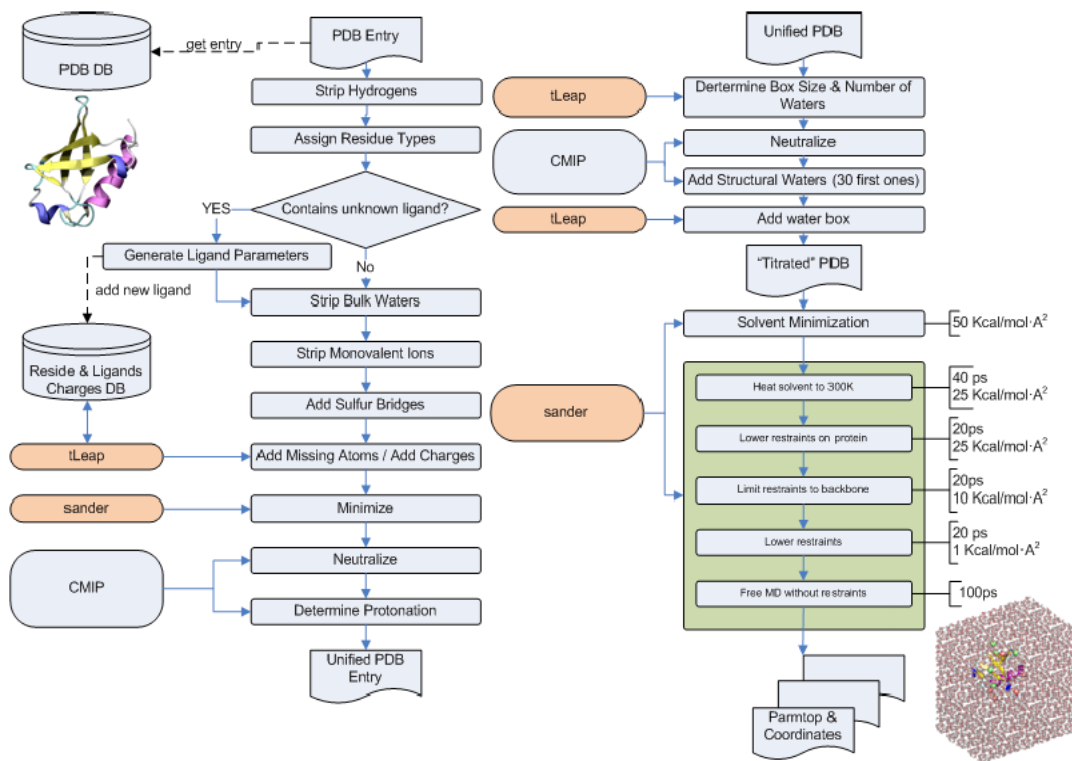 PDB DB
get entry
PDB Entry
Strip Hydrogens
Assign Residue Types
Contains unknown ligand?
YES
No
Generate Ligand Parameters
add new ligand
Strip Bulk Waters
Strip Monovalent Ions
Reside & Ligands
Charges DB
Add Sulfur Bridges
tLeap
Add Missing Atoms / Add Charges
sander
Minimize
CMIP
Neutralize
Determine Protonation
Unified PDB
Entry
Unified PDB
tLeap
Dertermine Box Size & Number of
Waters
CMIP
Neutralize
Add Structural Waters (30 first ones)
tLeap
Add water box
“Titrated” PDB
Solvent Minimization
50 Kcal/mol·A²
sander
Heat solvent to 300K
40 ps
25 Kcal/mol·A²
Lower restraints on protein
20ps
25 Kcal/mol·A²
Limit restraints to backbone
20ps
10 Kcal/mol·A²
Lower restraints
20 ps
1 Kcal/mol·A²
Free MD without restraints
100ps
Parmtop &
Coordinates